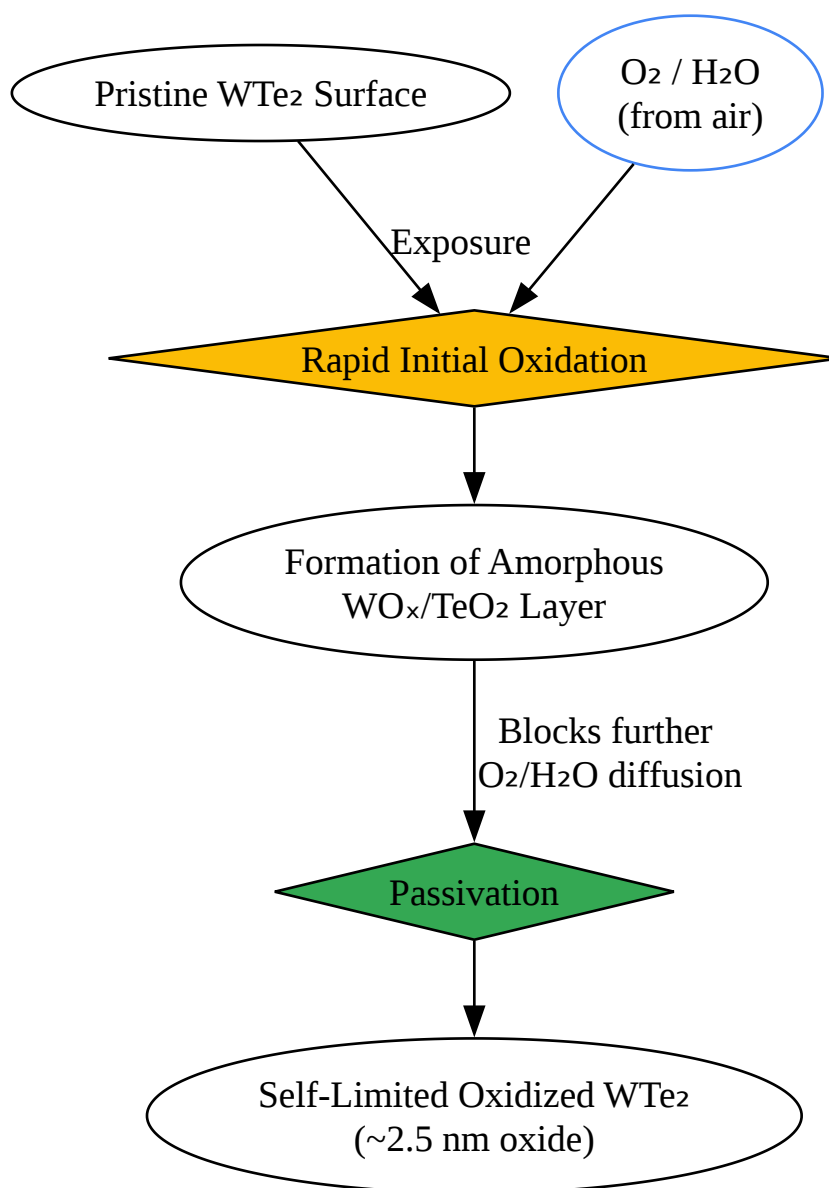 Pristine WTe₂ Surface
O₂ / H₂O
(from air)
Exposure
Rapid Initial Oxidation
Formation of Amorphous
WOₓ/TeO₂ Layer
Blocks further
O₂/H₂O diffusion
Passivation
Self-Limited Oxidized WTe₂
(~2.5 nm oxide)